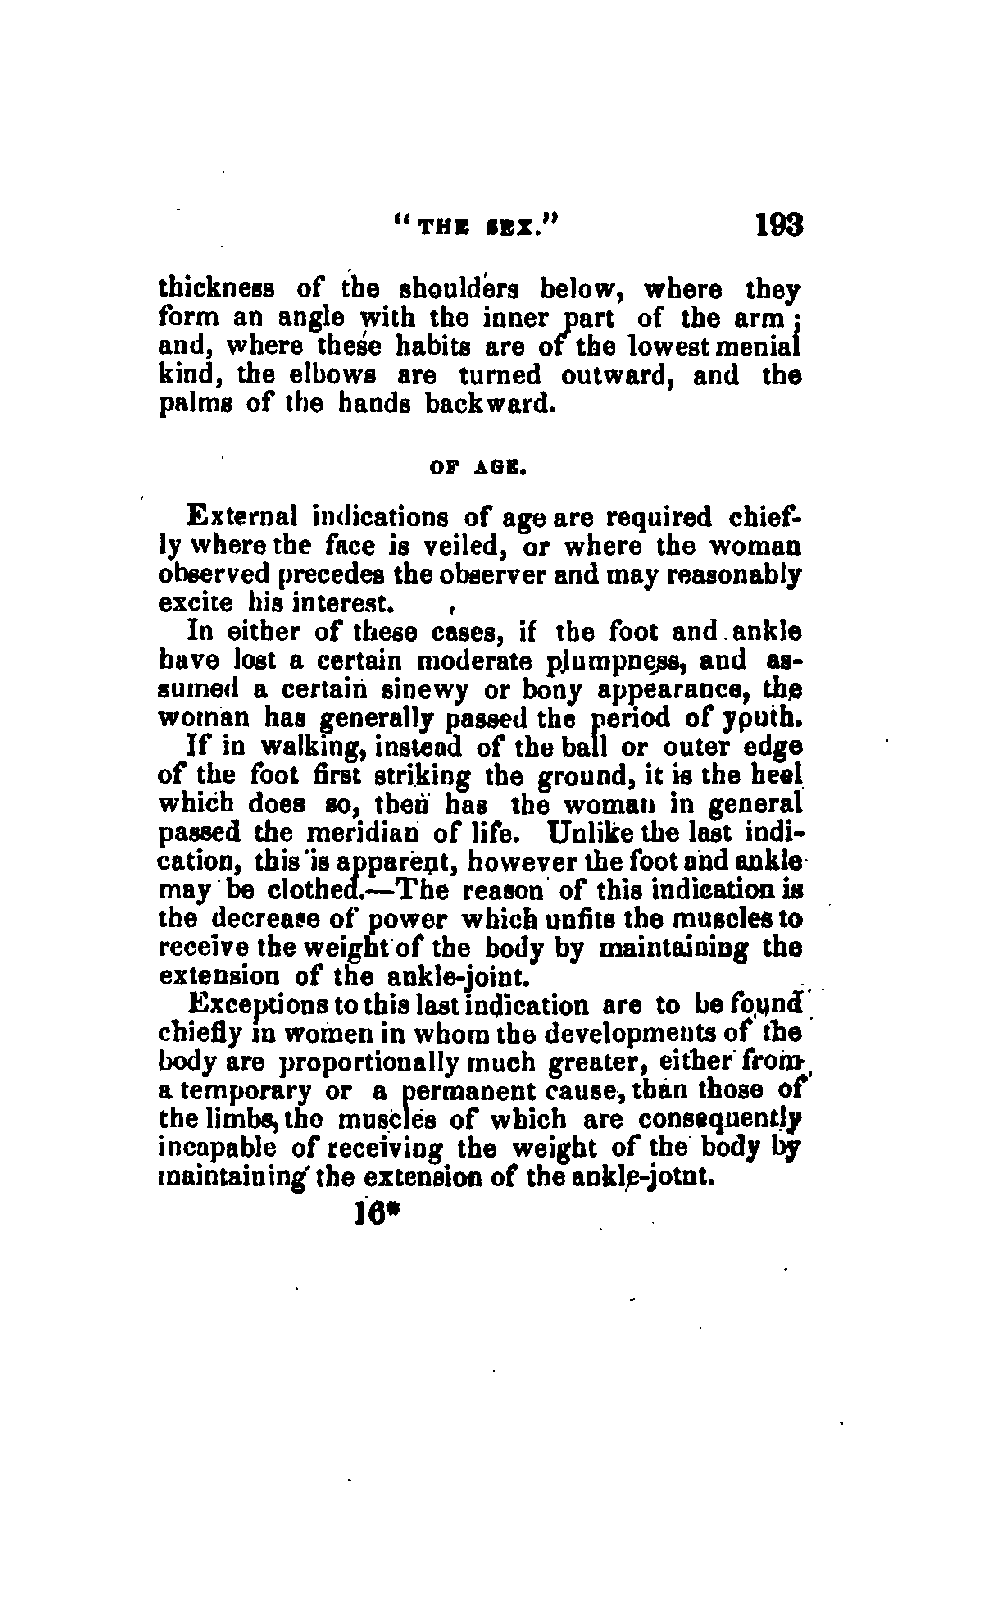 "THE SEX." 193
thickness of the shoulders below, where they
form an angle with the inner part of the arm;
and, where these habits are of the lowest menial
kind, the elbows are turned outward, and the
palms of the hands backward.
OF AGE.
External indications of age are required chief-
ly where the face is veiled, or where the woman
observed precedes the observer and may reasonably
excite his interest.
In either of these cases, if the foot and ankle
have lost a certain moderate plumpness, and as-
sumed a certain sinewy or bony appearance, the
woman has generally passed the period of youth.
If in walking, instead of the ball or outer edge
of the foot first striking the ground, it is the heel
which does so, then has the woman in general
passed the meridian of life. Unlike the last indi-
cation, this is apparent, however the foot and ankle
may be clothed.—The reason of this indication is
the decrease of power which unfits the muscles to
receive the weight of the body by maintaining the
extension of the ankle-joint.
Exceptions to this last indication are to be found
chiefly in women in whom the developments of the
body are proportionally much greater, either from
a temporary or a permanent cause, than those of
the limbs, the muscles of which are consequently
incapable of receiving the weight of the body by
maintaining the extension of the ankle-joint.
16*